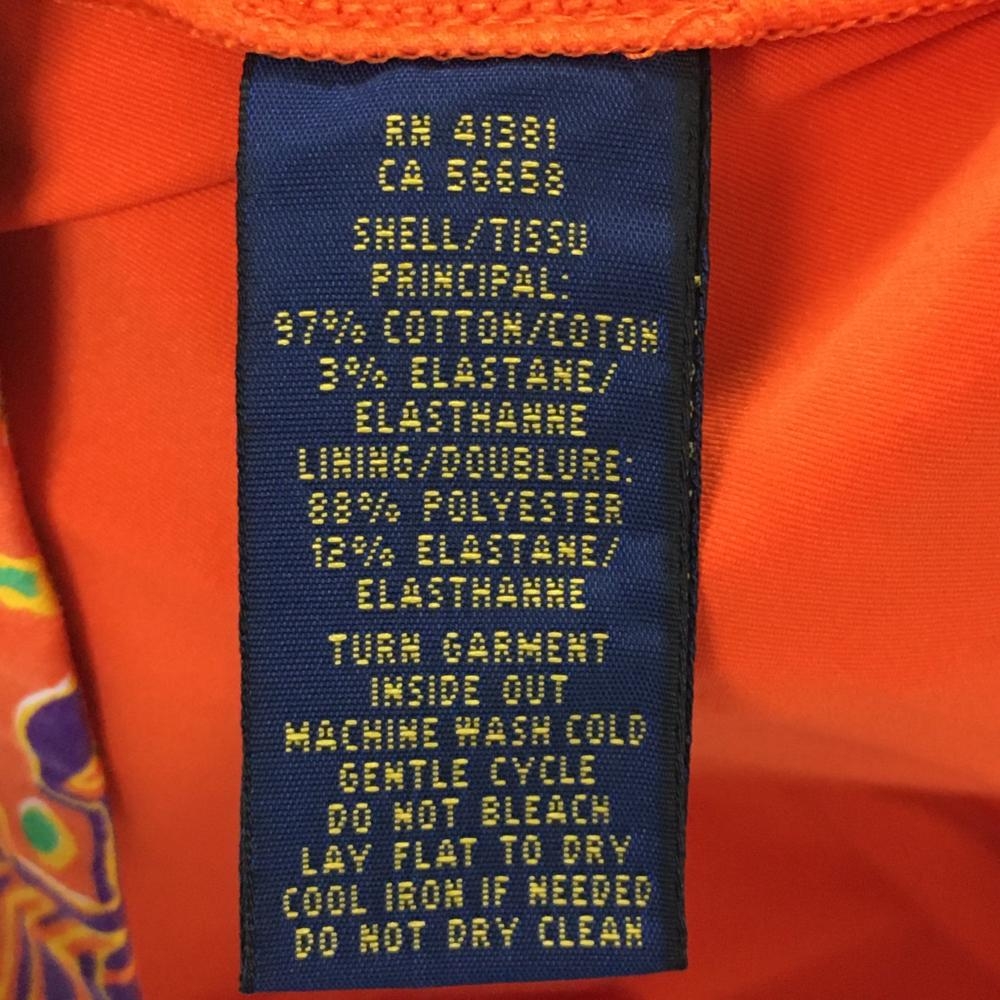 RN 41381
CA 56658
SHELL/TISSU
PRINCIPAL:
97% COTTON/COTON
3% ELASTANE/
ELASTHANNE
LINING/DOUBLURE:
88% POLYESTER
12% ELASTANE/
ELASTHANNE
TURN GARMENT
INSIDE OUT
MACHINE WASH COLD
GENTLE CYCLE
DO NOT BLEACH
LAY FLAT TO DRY
COOL IRON IF NEEDED
DO NOT DRY CLEAN